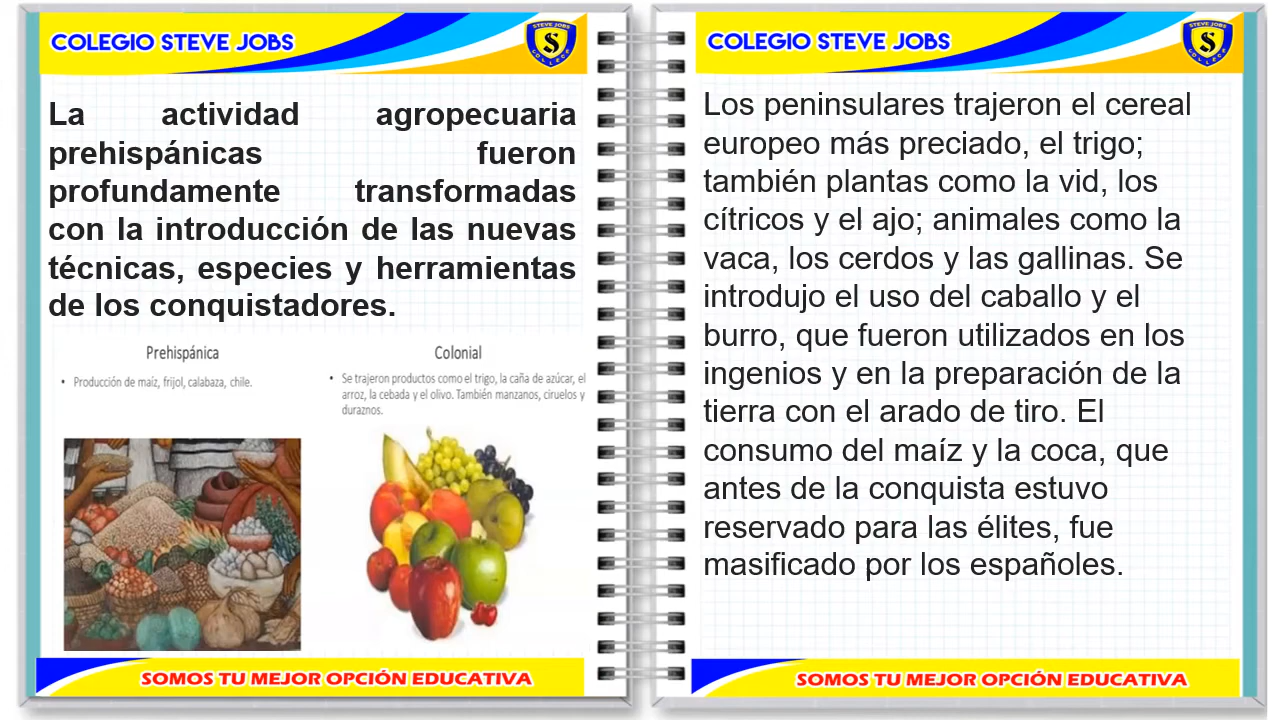 COLEGIO STEVE JOBS
STEVE JOBS
S
COLLEGE
La actividad agropecuaria
prehispánicas fueron
profundamente transformadas
con la introducción de las nuevas
técnicas, especies y herramientas
de los conquistadores.
Prehispánica
• Producción de maíz, frijol, calabaza, chile.
Colonial
• Se trajeron productos como el trigo, la caña de azúcar, el
arroz, la cebada y el olivo. También manzanos, ciruelos y
duraznos.
SOMOS TU MEJOR OPCIÓN EDUCATIVA
COLEGIO STEVE JOBS
STEVE JOBS
S
COLLEGE
Los peninsulares trajeron el cereal
europeo más preciado, el trigo;
también plantas como la vid, los
cítricos y el ajo; animales como la
vaca, los cerdos y las gallinas. Se
introdujo el uso del caballo y el
burro, que fueron utilizados en los
ingenios y en la preparación de la
tierra con el arado de tiro. El
consumo del maíz y la coca, que
antes de la conquista estuvo
reservado para las élites, fue
masificado por los españoles.
SOMOS TU MEJOR OPCIÓN EDUCATIVA